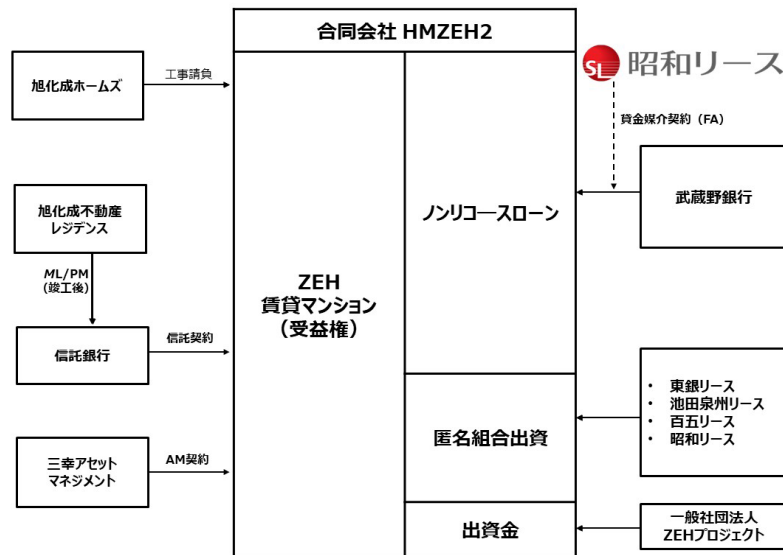 合同会社 HMZEH2
旭化成ホームズ
工事請負
SL 昭和リース
貸金媒介契約（FA）
武蔵野銀行
旭化成不動産
レジデンス
ML/PM
（竣工後）
信託銀行
信託契約
三幸アセット
マネジメント
AM契約
ZEH
賃貸マンション
（受益権）
ノンリコースローン
匿名組合出資
・ 東銀リース
・ 池田泉州リース
・ 百五リース
・ 昭和リース
出資金
一般社団法人
ZEHプロジェクト